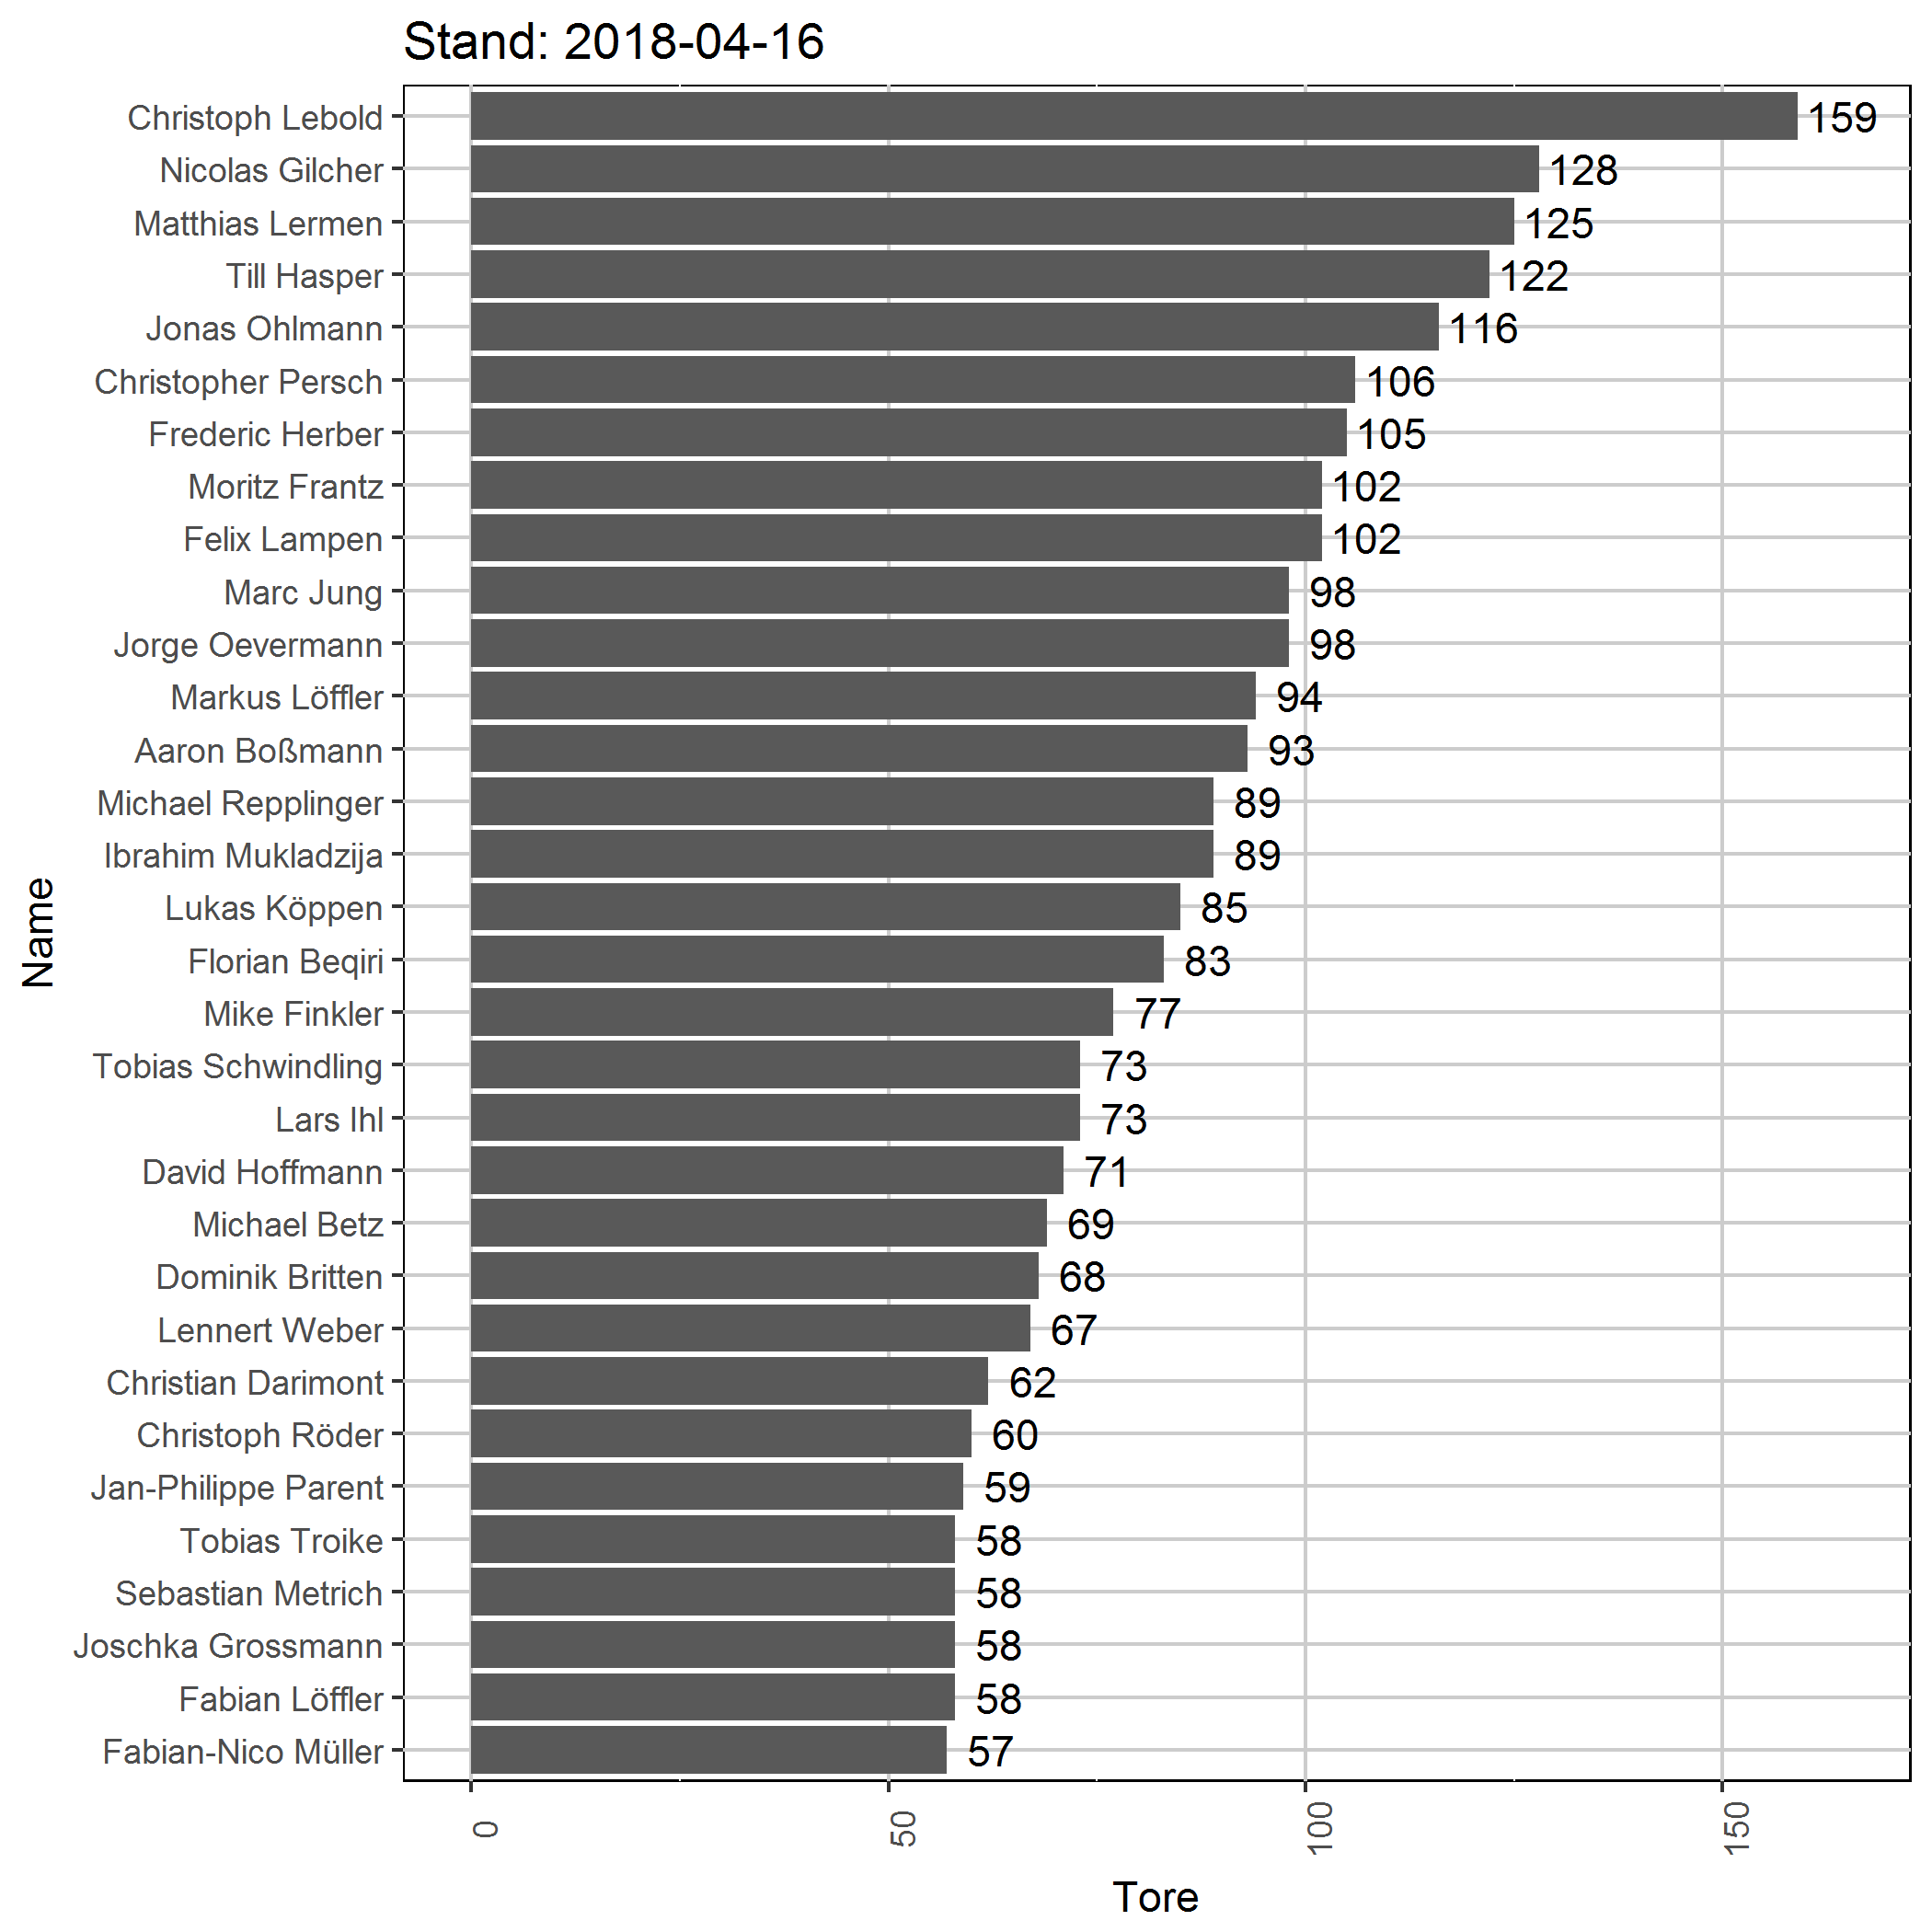 Stand: 2018-04-16
Christoph Lebold 159
Nicolas Gilcher 128
Matthias Lermen 125
Till Hasper 122
Jonas Ohlmann 116
Christopher Persch 106
Frederic Herber 105
Moritz Frantz 102
Felix Lampen 102
Marc Jung 98
Jorge Oevermann 98
Markus Löffler 94
Aaron Boßmann 93
Michael Repplinger 89
Ibrahim Mukladzija 89
Lukas Köppen 85
Florian Beqiri 83
Mike Finkler 77
Tobias Schwindling 73
Lars Ihl 73
David Hoffmann 71
Michael Betz 69
Dominik Britten 68
Lennert Weber 67
Christian Darimont 62
Christoph Röder 60
Jan-Philippe Parent 59
Tobias Troike 58
Sebastian Metrich 58
Joschka Grossmann 58
Fabian Löffler 58
Fabian-Nico Müller 57
Name
0 50 100 150
Tore